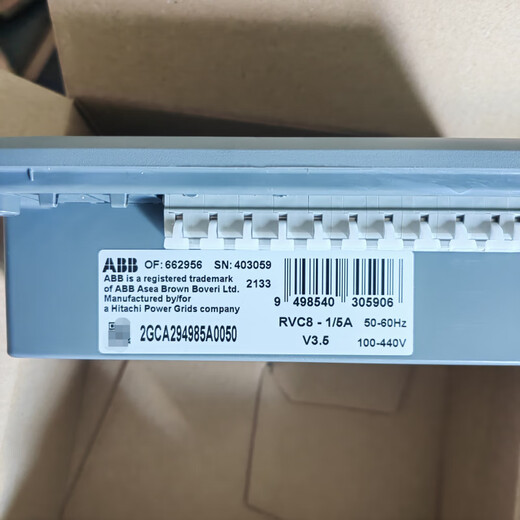 ABB OF: 662956 SN: 403059
ABB is a registered trademark
of ABB Asea Brown Boveri Ltd.
Manufactured by/for
a Hitachi Power Grids company
2133
9 498540 305906
2GCA294985A0050
RVC8 - 1/5A 50-60Hz
V3.5 100-440V